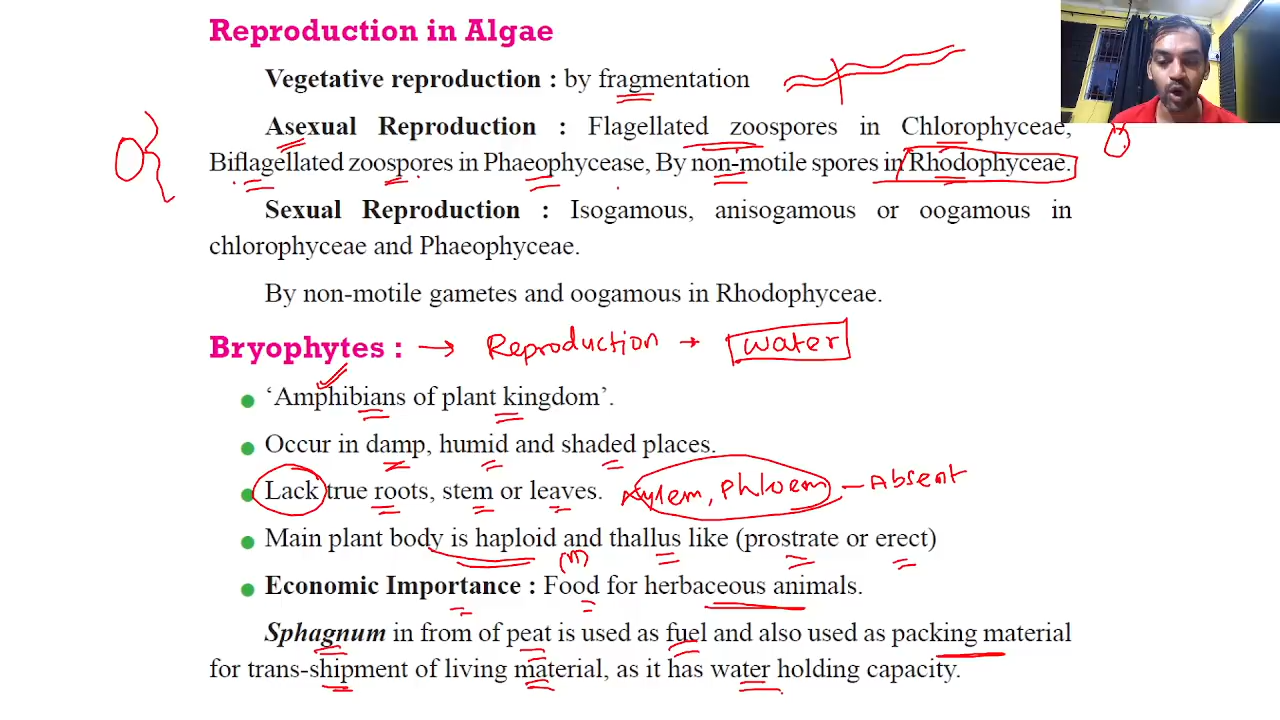 Reproduction in Algae
Vegetative reproduction : by fragmentation
Asexual Reproduction : Flagellated zoospores in Chlorophyceae,
Biflagellated zoospores in Phaeophycease, By non-motile spores in Rhodophyceae.
Sexual Reproduction : Isogamous, anisogamous or oogamous in
chlorophyceae and Phaeophyceae.
By non-motile gametes and oogamous in Rhodophyceae.
Bryophytes : → Reproduction → water
• ‘Amphibians of plant kingdom’.
• Occur in damp, humid and shaded places.
• Lack true roots, stem or leaves. xylem, Phloem – Absent
• Main plant body is haploid and thallus like (prostrate or erect)
(n)
• Economic Importance : Food for herbaceous animals.
Sphagnum in from of peat is used as fuel and also used as packing material
for trans-shipment of living material, as it has water holding capacity.